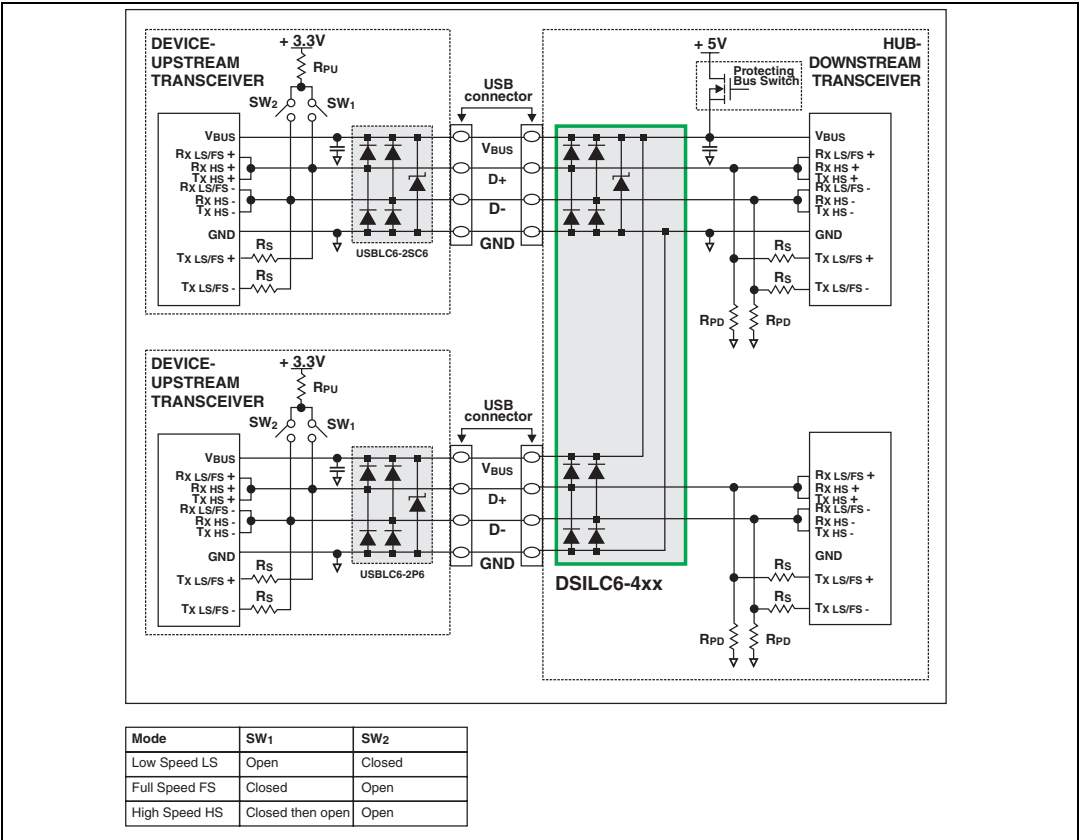 DEVICE-
UPSTREAM
TRANSCEIVER
+ 3.3V
RPU
SW2
SW1
VBUS
RX LS/FS +
RX HS +
TX HS +
RX LS/FS -
RX HS -
TX HS -
GND
TX LS/FS +
TX LS/FS -
RS
RS
USBLC6-2SC6
USB
connector
VBUS
D+
D-
GND
+ 5V
Protecting
Bus Switch
HUB-
DOWNSTREAM
TRANSCEIVER
VBUS
RX LS/FS +
RX HS +
TX HS +
RX LS/FS -
RX HS -
TX HS -
GND
TX LS/FS +
TX LS/FS -
RS
RS
RPD
RPD
DEVICE-
UPSTREAM
TRANSCEIVER
+ 3.3V
RPU
SW2
SW1
VBUS
RX LS/FS +
RX HS +
TX HS +
RX LS/FS -
RX HS -
TX HS -
GND
TX LS/FS +
TX LS/FS -
RS
RS
USBLC6-2P6
USB
connector
VBUS
D+
D-
GND
DSILC6-4xx
RX LS/FS +
RX HS +
TX HS +
RX LS/FS -
RX HS -
TX HS -
GND
TX LS/FS +
TX LS/FS -
RS
RS
RPD
RPD
Mode SW1 SW2
Low Speed LS Open Closed
Full Speed FS Closed Open
High Speed HS Closed then open Open